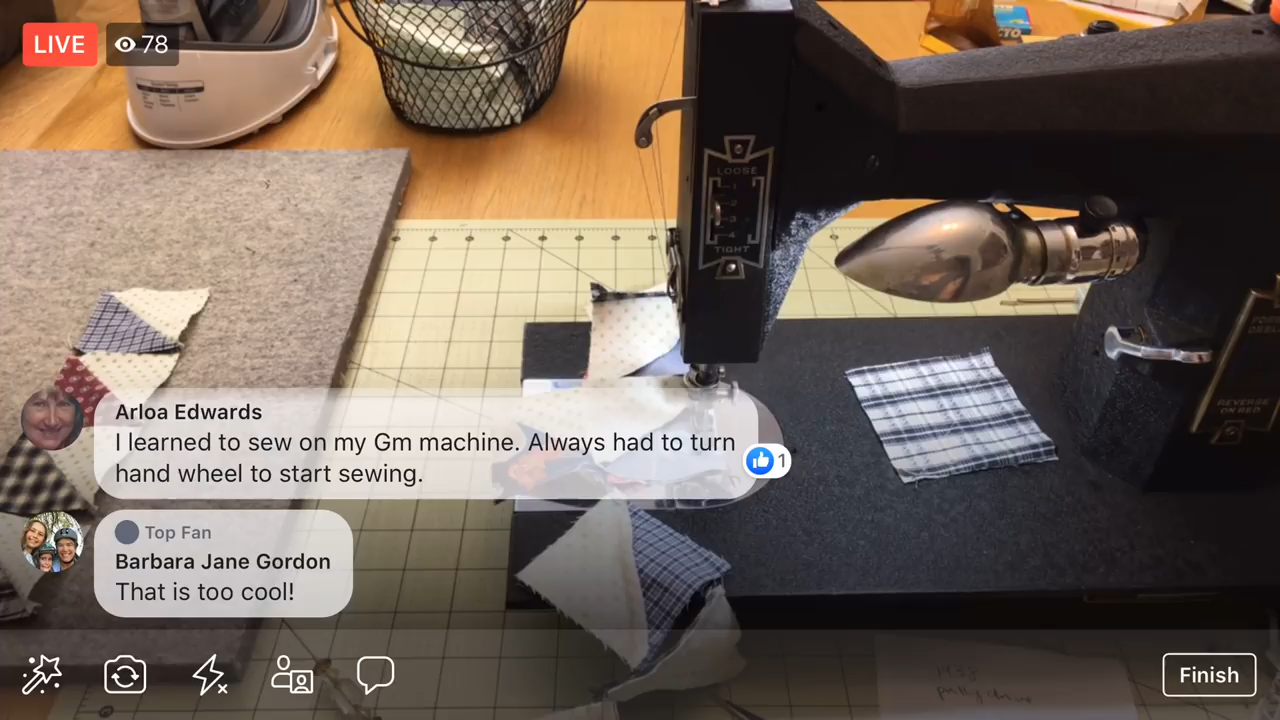 LIVE
78
CTO
LOOSE
1
2
3
4
TIGHT
REVERSE
ON RED
Arloa Edwards
I learned to sew on my Gm machine. Always had to turn
hand wheel to start sewing.
1
Top Fan
Barbara Jane Gordon
That is too cool!
1938
Finish